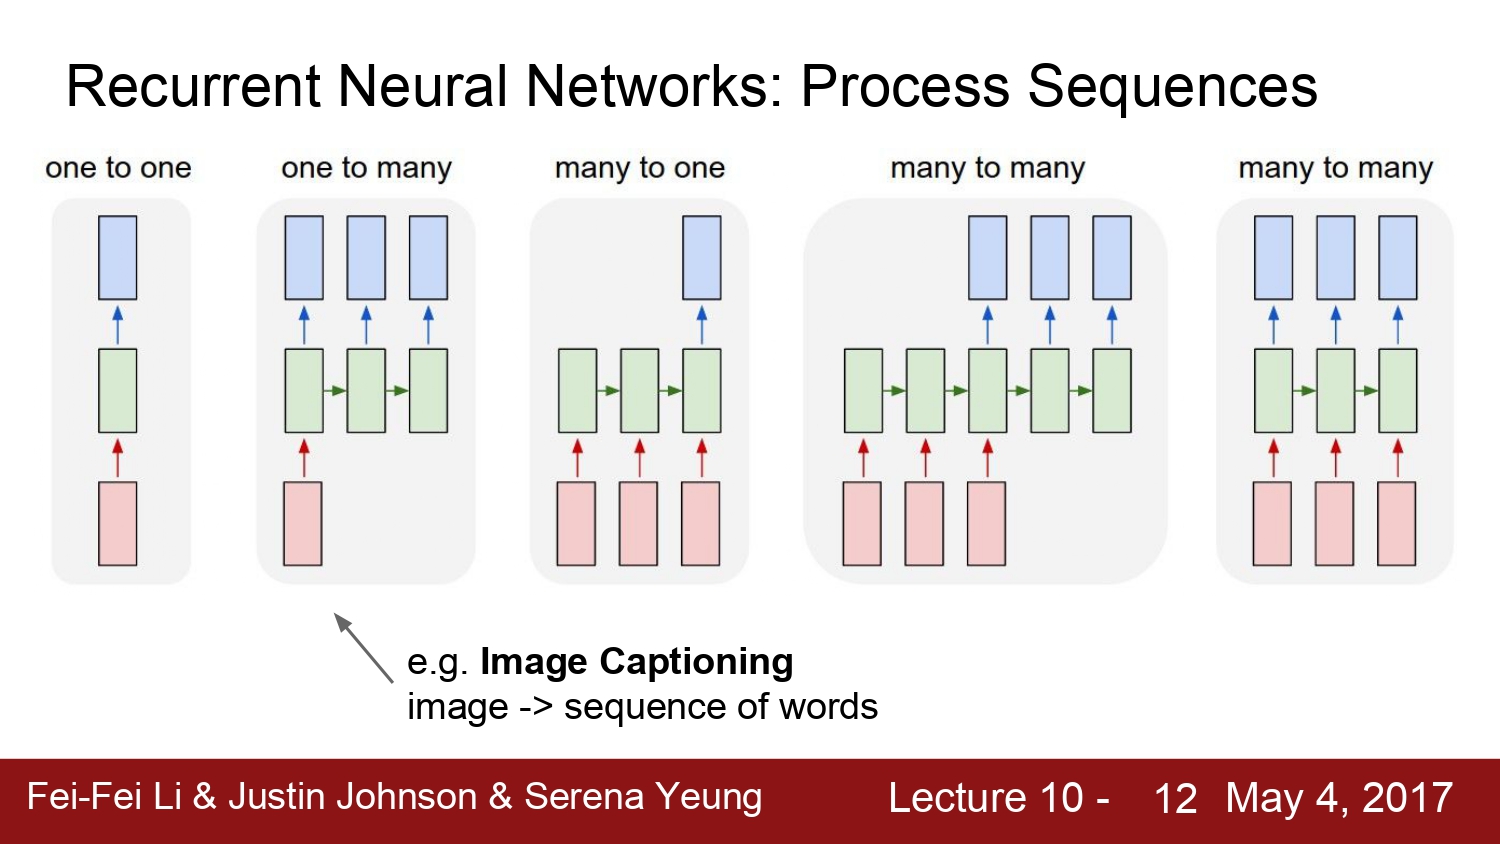 Recurrent Neural Networks: Process Sequences
one to one
one to many
many to one
many to many
many to many
e.g. Image Captioning
image -> sequence of words
Fei-Fei Li & Justin Johnson & Serena Yeung
Lecture 10 - 12 May 4, 2017